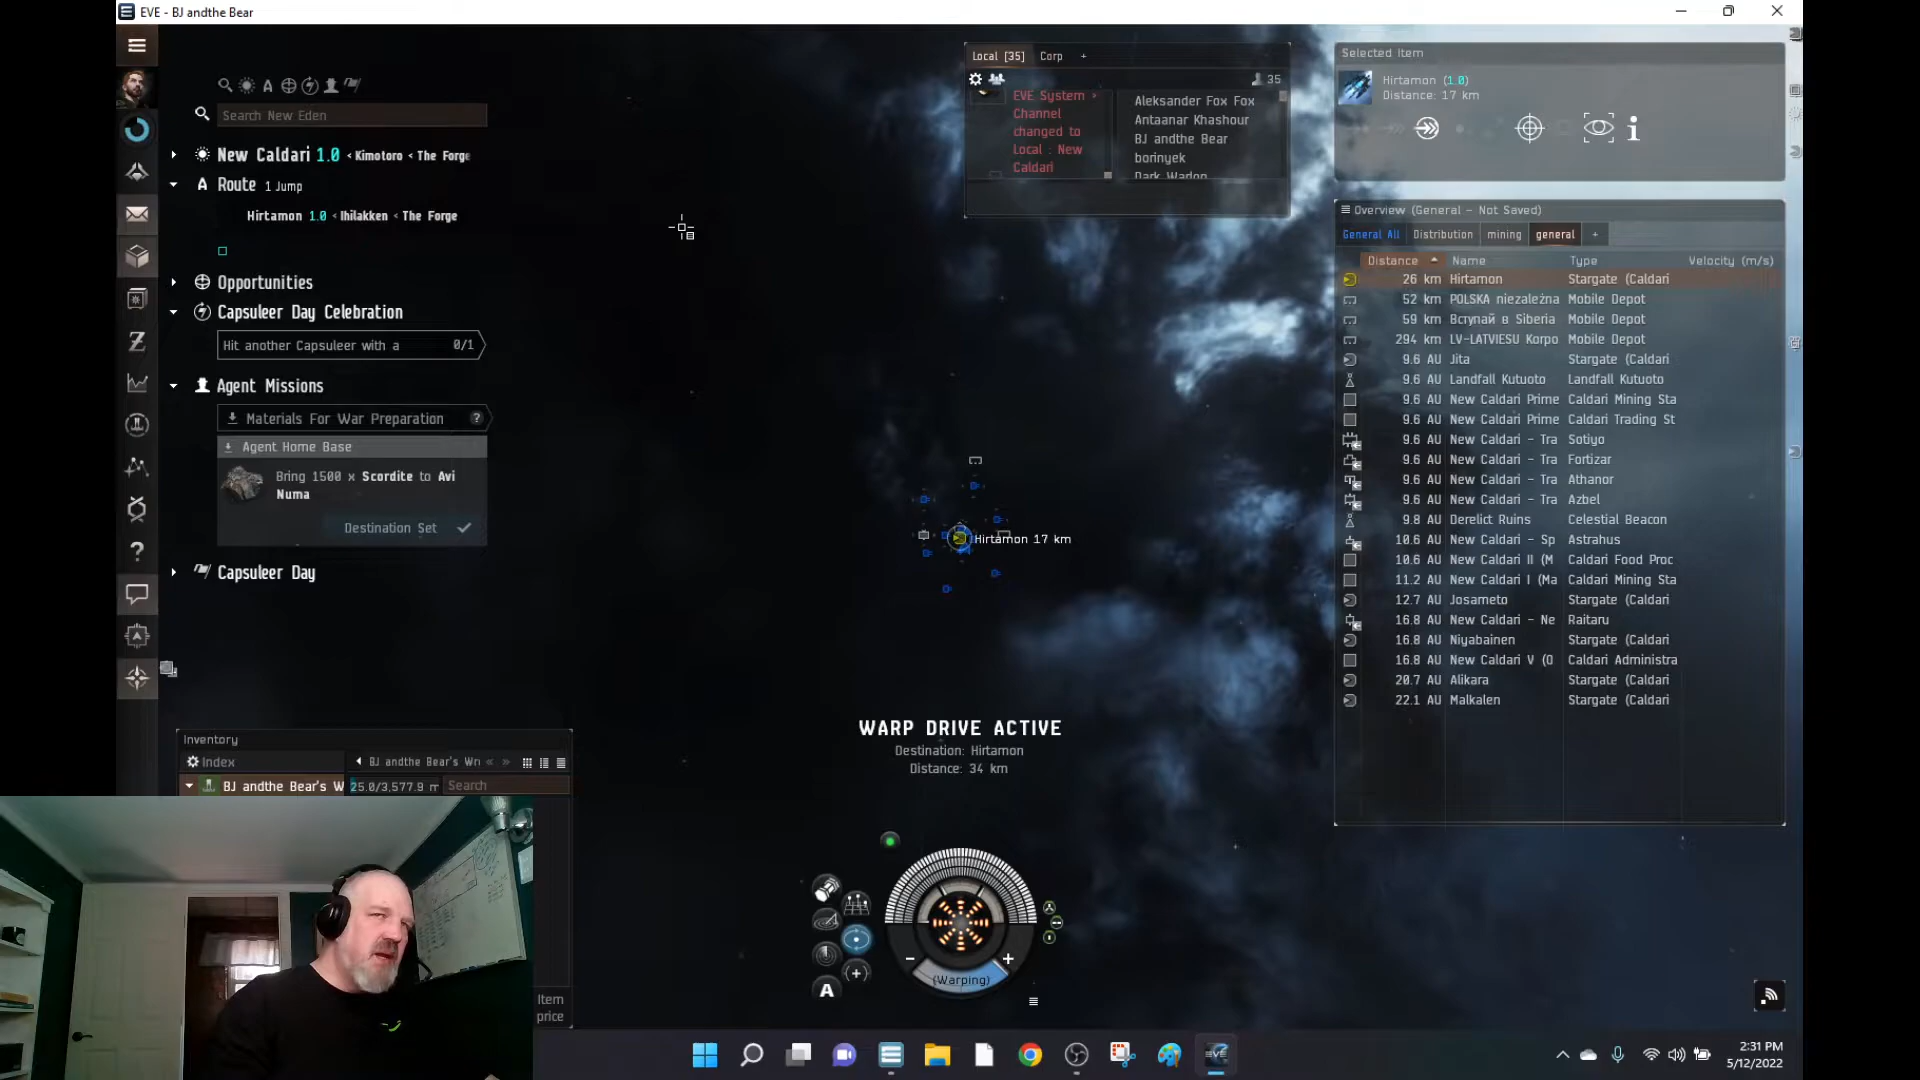 EVE - BJ andthe Bear
Search New Eden
New Caldari 1.0 < Kimotoro < The Forge
A Route 1 Jump
Hirtamon 1.0 < Ihilakken < The Forge
Opportunities
Capsuleer Day Celebration
Hit another Capsuleer with a 0/1
Agent Missions
Materials For War Preparation ?
Agent Home Base
Bring 1500 x Scordite to Avi
Numa
Destination Set
Capsuleer Day
Local [35] Corp +
35
EVE System >
Channel
changed to
Local : New
Caldari
Aleksander Fox Fox
Antaanar Khashour
BJ andthe Bear
borinyek
Dark Warlon
Selected Item
Hirtamon (1.0)
Distance: 17 km
Overview (General - Not Saved)
General All Distribution mining general +
Distance Name Type Velocity (m/s)
26 km Hirtamon Stargate (Caldari
52 km POLSKA niezależna Mobile Depot
59 km Вступай в Siberia Mobile Depot
294 km LV-LATVIESU Korpo Mobile Depot
9.6 AU Jita Stargate (Caldari
9.6 AU Landfall Kutuoto Landfall Kutuoto
9.6 AU New Caldari Prime Caldari Mining Sta
9.6 AU New Caldari Prime Caldari Trading St
9.6 AU New Caldari - Tra Sotiyo
9.6 AU New Caldari - Tra Fortizar
9.6 AU New Caldari - Tra Athanor
9.6 AU New Caldari - Tra Azbel
9.8 AU Derelict Ruins Celestial Beacon
10.6 AU New Caldari - Sp Astrahus
10.6 AU New Caldari II (M Caldari Food Proc
11.2 AU New Caldari I (Ma Caldari Mining Sta
12.7 AU Josameto Stargate (Caldari
16.8 AU New Caldari - Ne Raitaru
16.8 AU Niyabainen Stargate (Caldari
16.8 AU New Caldari V (O Caldari Administra
20.7 AU Alikara Stargate (Caldari
22.1 AU Malkalen Stargate (Caldari
Hirtamon 17 km
WARP DRIVE ACTIVE
Destination: Hirtamon
Distance: 34 km
(Warping)
A
Inventory
Index BJ andthe Bear's Wr
BJ andthe Bear's W 25.0/3,577.9 m Search
Item
price
2:31 PM
5/12/2022